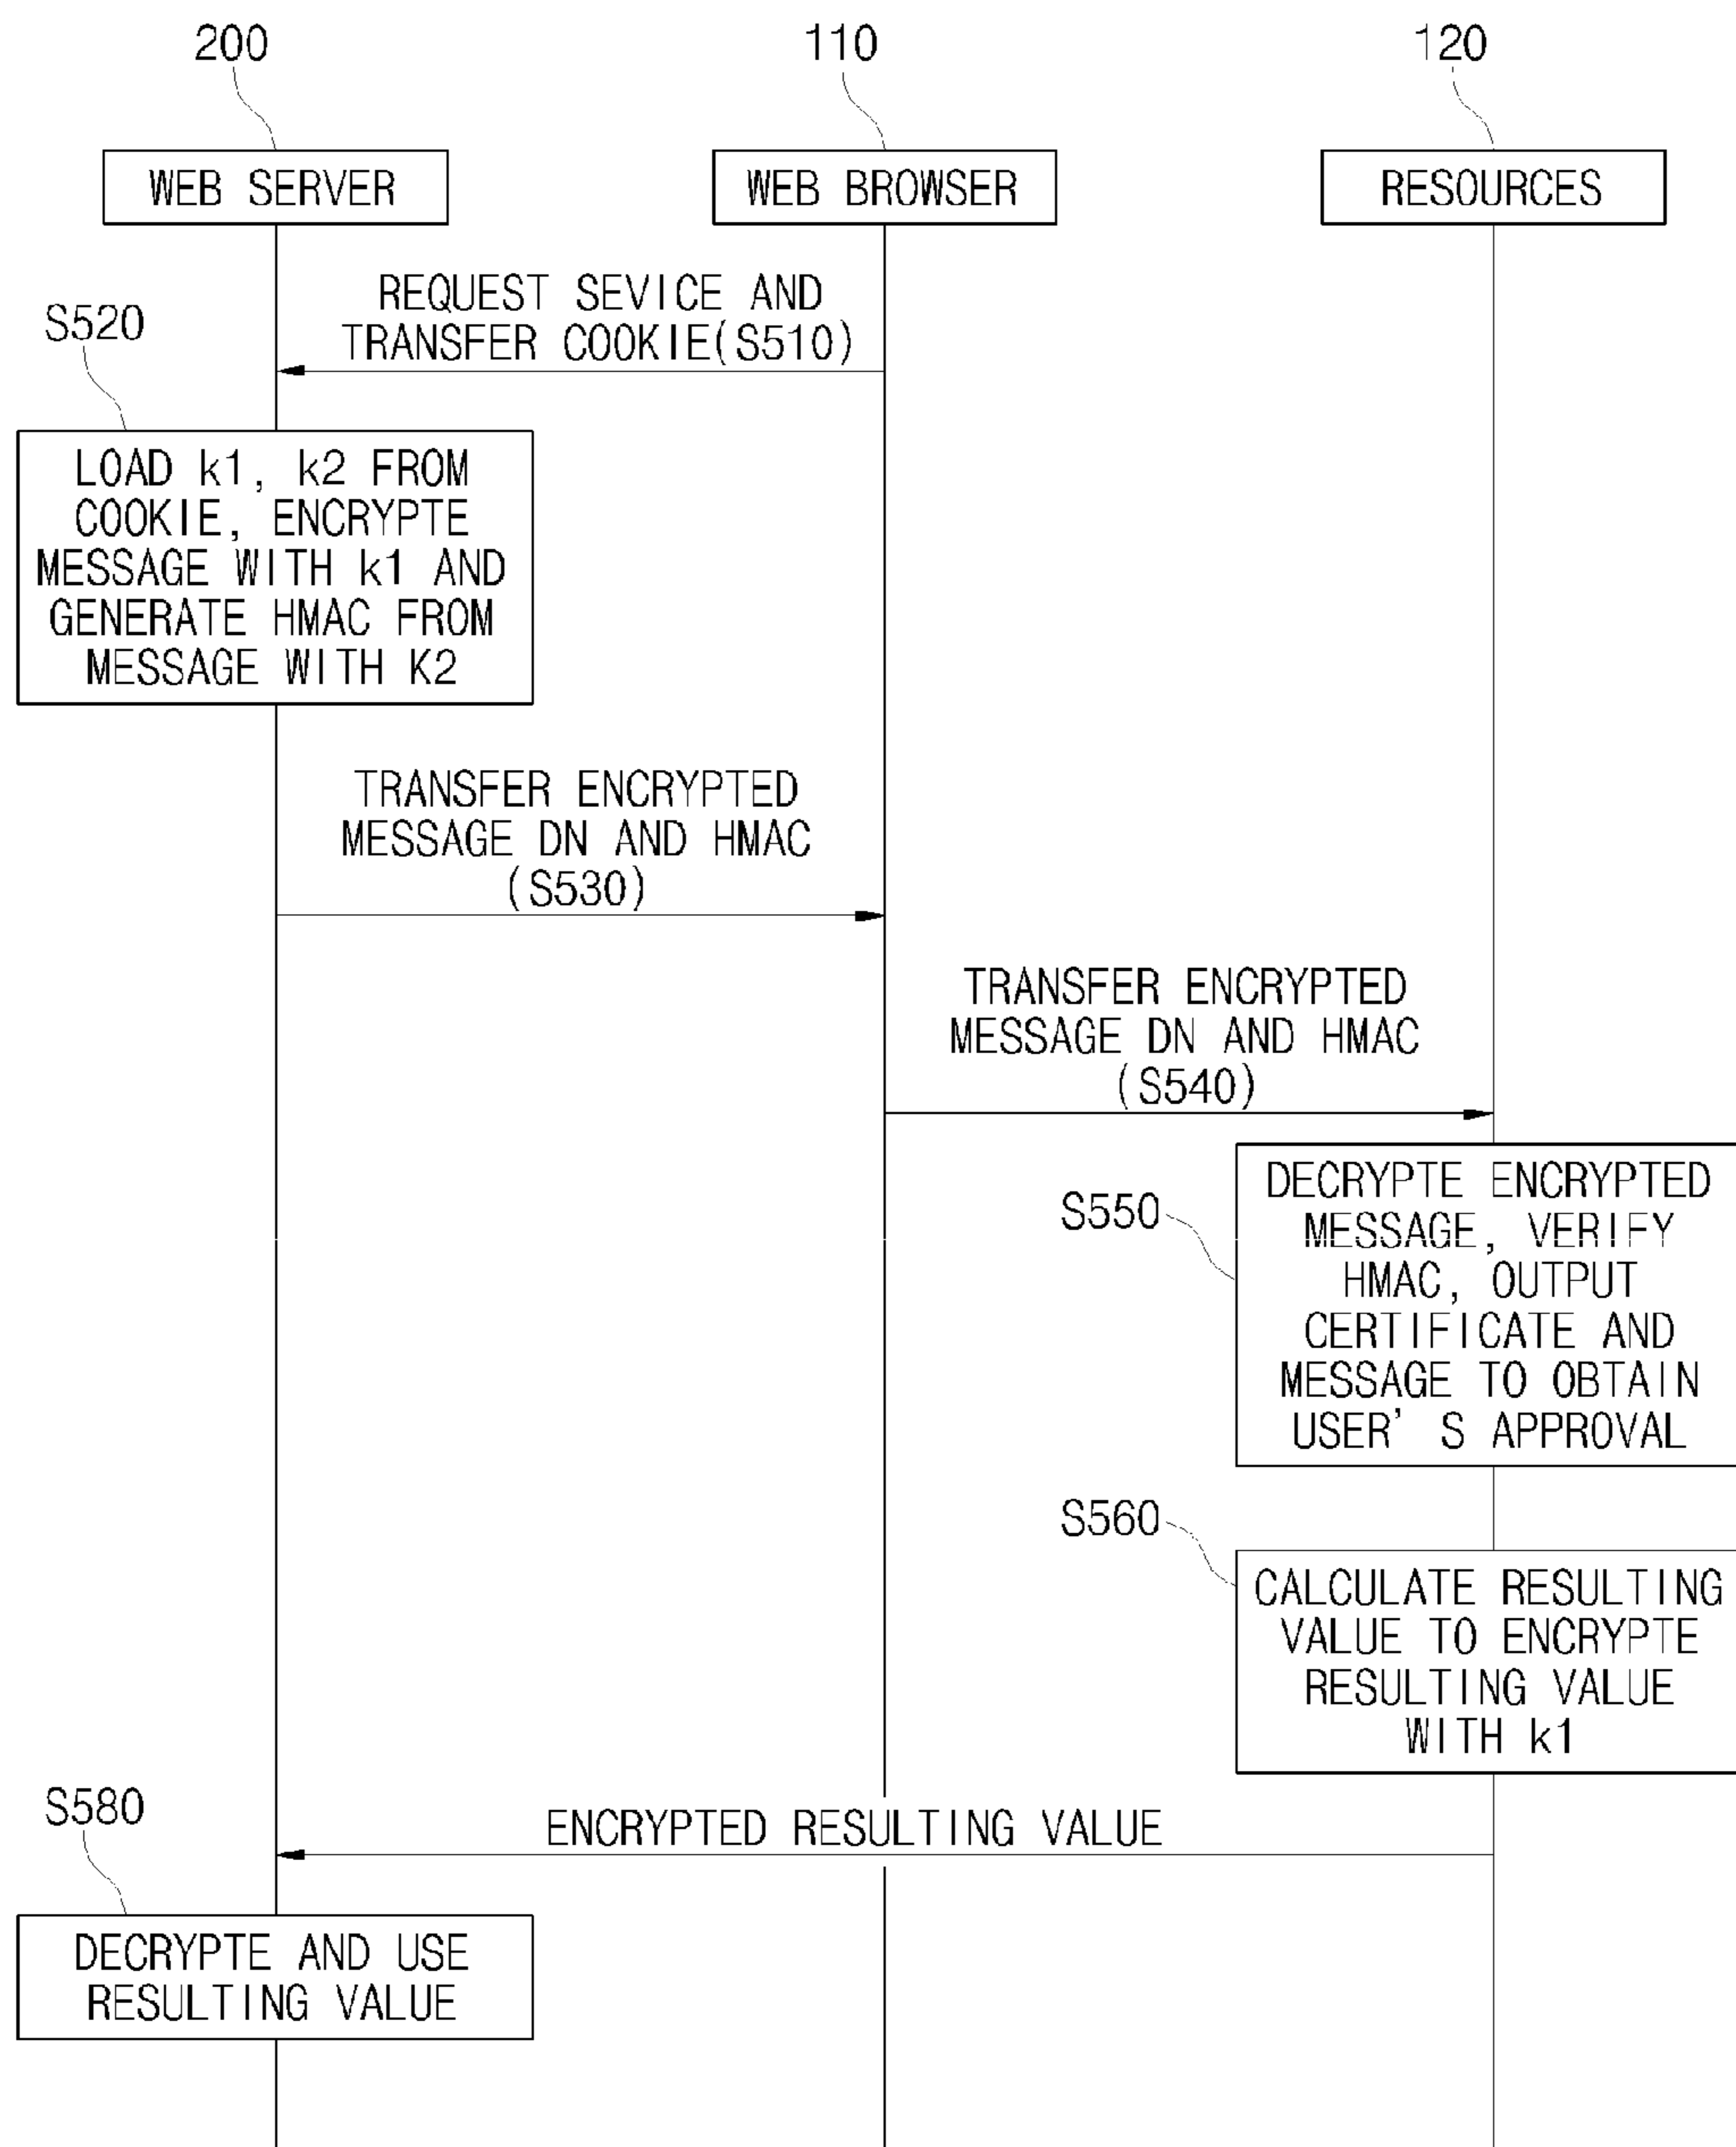 200
110
120
WEB SERVER
WEB BROWSER
RESOURCES
REQUEST SEVICE AND
TRANSFER COOKIE(S510)
S520
LOAD k1, k2 FROM
COOKIE, ENCRYPTE
MESSAGE WITH k1 AND
GENERATE HMAC FROM
MESSAGE WITH K2
TRANSFER ENCRYPTED
MESSAGE DN AND HMAC
(S530)
TRANSFER ENCRYPTED
MESSAGE DN AND HMAC
(S540)
S550
DECRYPTE ENCRYPTED
MESSAGE, VERIFY
HMAC, OUTPUT
CERTIFICATE AND
MESSAGE TO OBTAIN
USER' S APPROVAL
S560
CALCULATE RESULTING
VALUE TO ENCRYPTE
RESULTING VALUE
WITH k1
ENCRYPTED RESULTING VALUE
S580
DECRYPTE AND USE
RESULTING VALUE